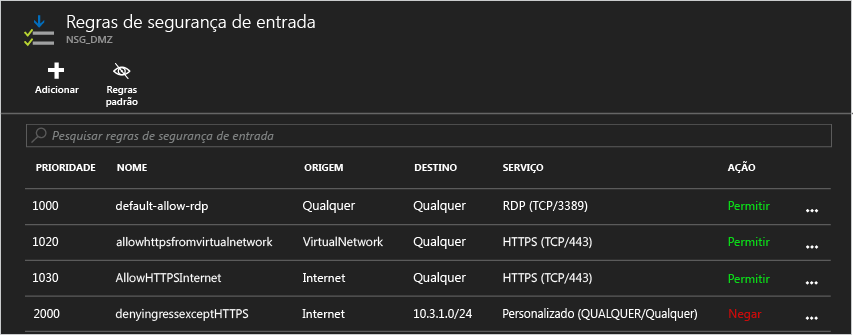 Regras de segurança de entrada
NSG_DMZ
Adicionar
Regras padrão
Pesquisar regras de segurança de entrada
PRIORIDADE NOME ORIGEM DESTINO SERVIÇO AÇÃO
1000 default-allow-rdp Qualquer Qualquer RDP (TCP/3389) Permitir ...
1020 allowhttpsfromvirtualnetwork VirtualNetwork Qualquer HTTPS (TCP/443) Permitir ...
1030 AllowHTTPSInternet Internet Qualquer HTTPS (TCP/443) Permitir ...
2000 denyingressexceptHTTPS Internet 10.3.1.0/24 Personalizado (QUALQUER/Qualquer) Negar ...